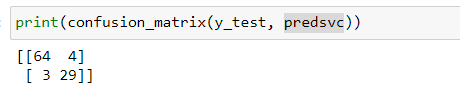 print(confusion_matrix(y_test, predsvc))
[[64  4]
 [ 3 29]]